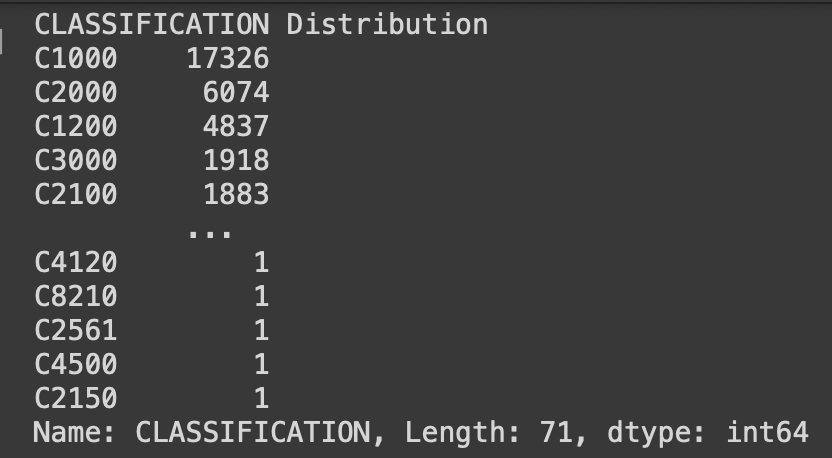 CLASSIFICATION Distribution
C1000    17326
C2000     6074
C1200     4837
C3000     1918
C2100     1883
         ...
C4120        1
C8210        1
C2561        1
C4500        1
C2150        1
Name: CLASSIFICATION, Length: 71, dtype: int64